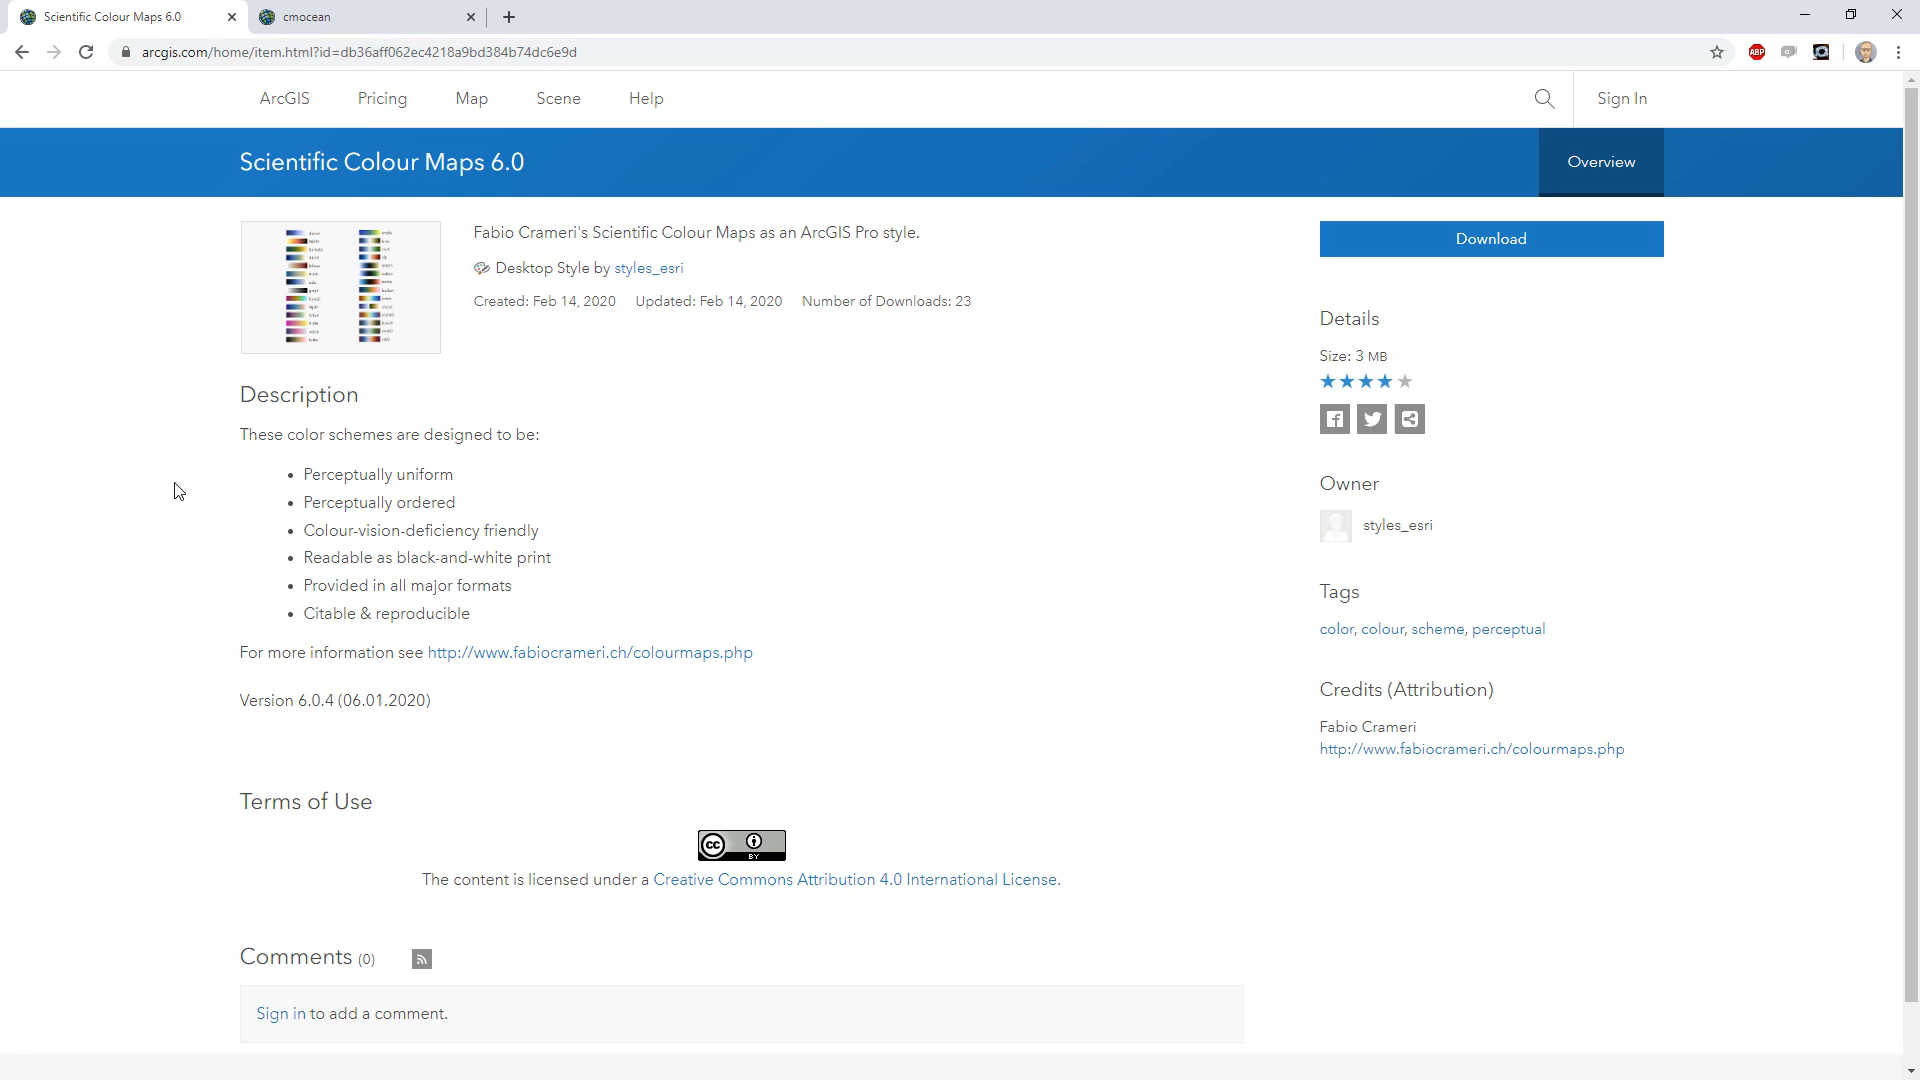 Scientific Colour Maps 6.0
cmocean
arcgis.com/home/item.html?id=db36aff062ec4218a9bd384b74dc6e9d
ABP
ArcGIS Pricing Map Scene Help
Sign In
Scientific Colour Maps 6.0
Overview
Fabio Crameri's Scientific Colour Maps as an ArcGIS Pro style.
Desktop Style by styles_esri
Created: Feb 14, 2020 Updated: Feb 14, 2020 Number of Downloads: 23
Download
Description
These color schemes are designed to be:
• Perceptually uniform
• Perceptually ordered
• Colour-vision-deficiency friendly
• Readable as black-and-white print
• Provided in all major formats
• Citable & reproducible
For more information see http://www.fabiocrameri.ch/colourmaps.php
Version 6.0.4 (06.01.2020)
Terms of Use
cc BY
The content is licensed under a Creative Commons Attribution 4.0 International License.
Comments (0)
Sign in to add a comment.
Details
Size: 3 MB
Owner
styles_esri
Tags
color, colour, scheme, perceptual
Credits (Attribution)
Fabio Crameri
http://www.fabiocrameri.ch/colourmaps.php